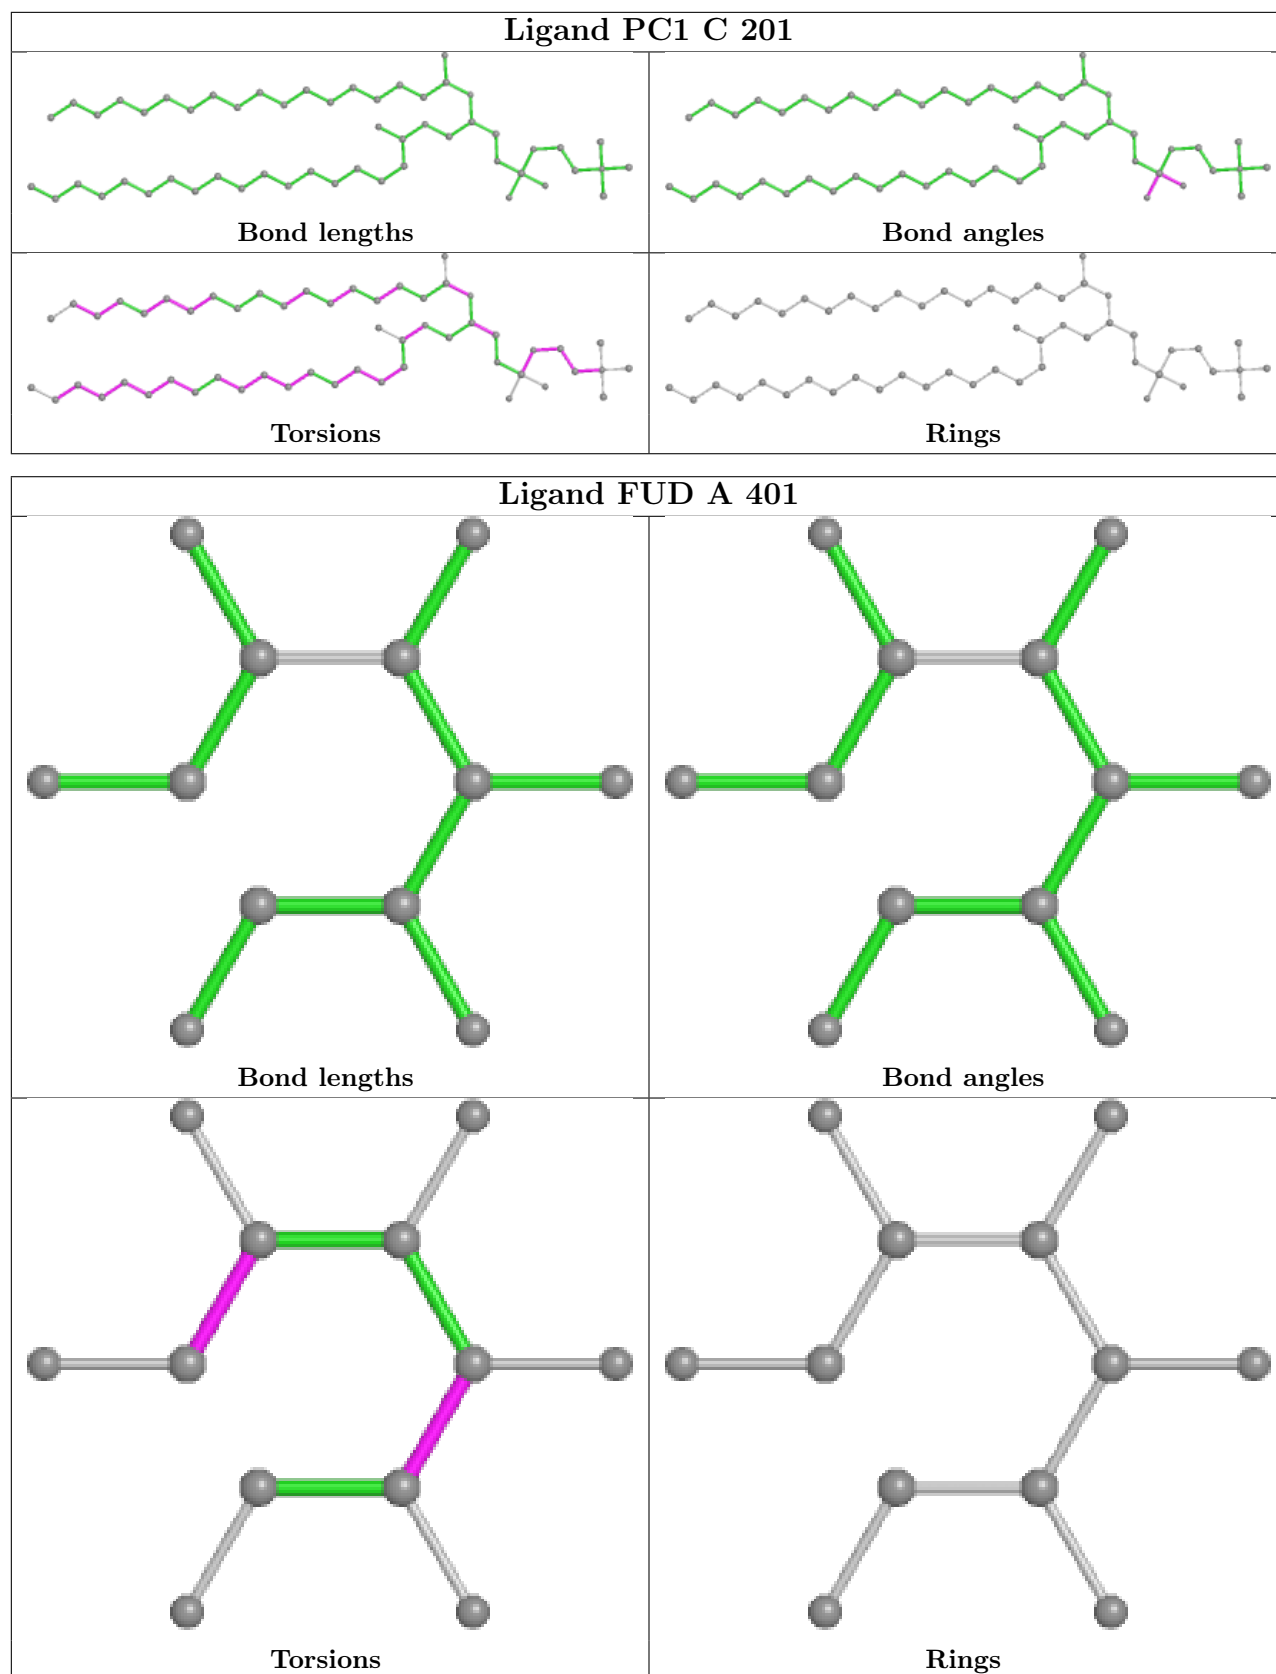 Ligand PC1 C 201
Bond lengths
Bond angles
Torsions
Rings
Ligand FUD A 401
Bond lengths
Bond angles
Torsions
Rings